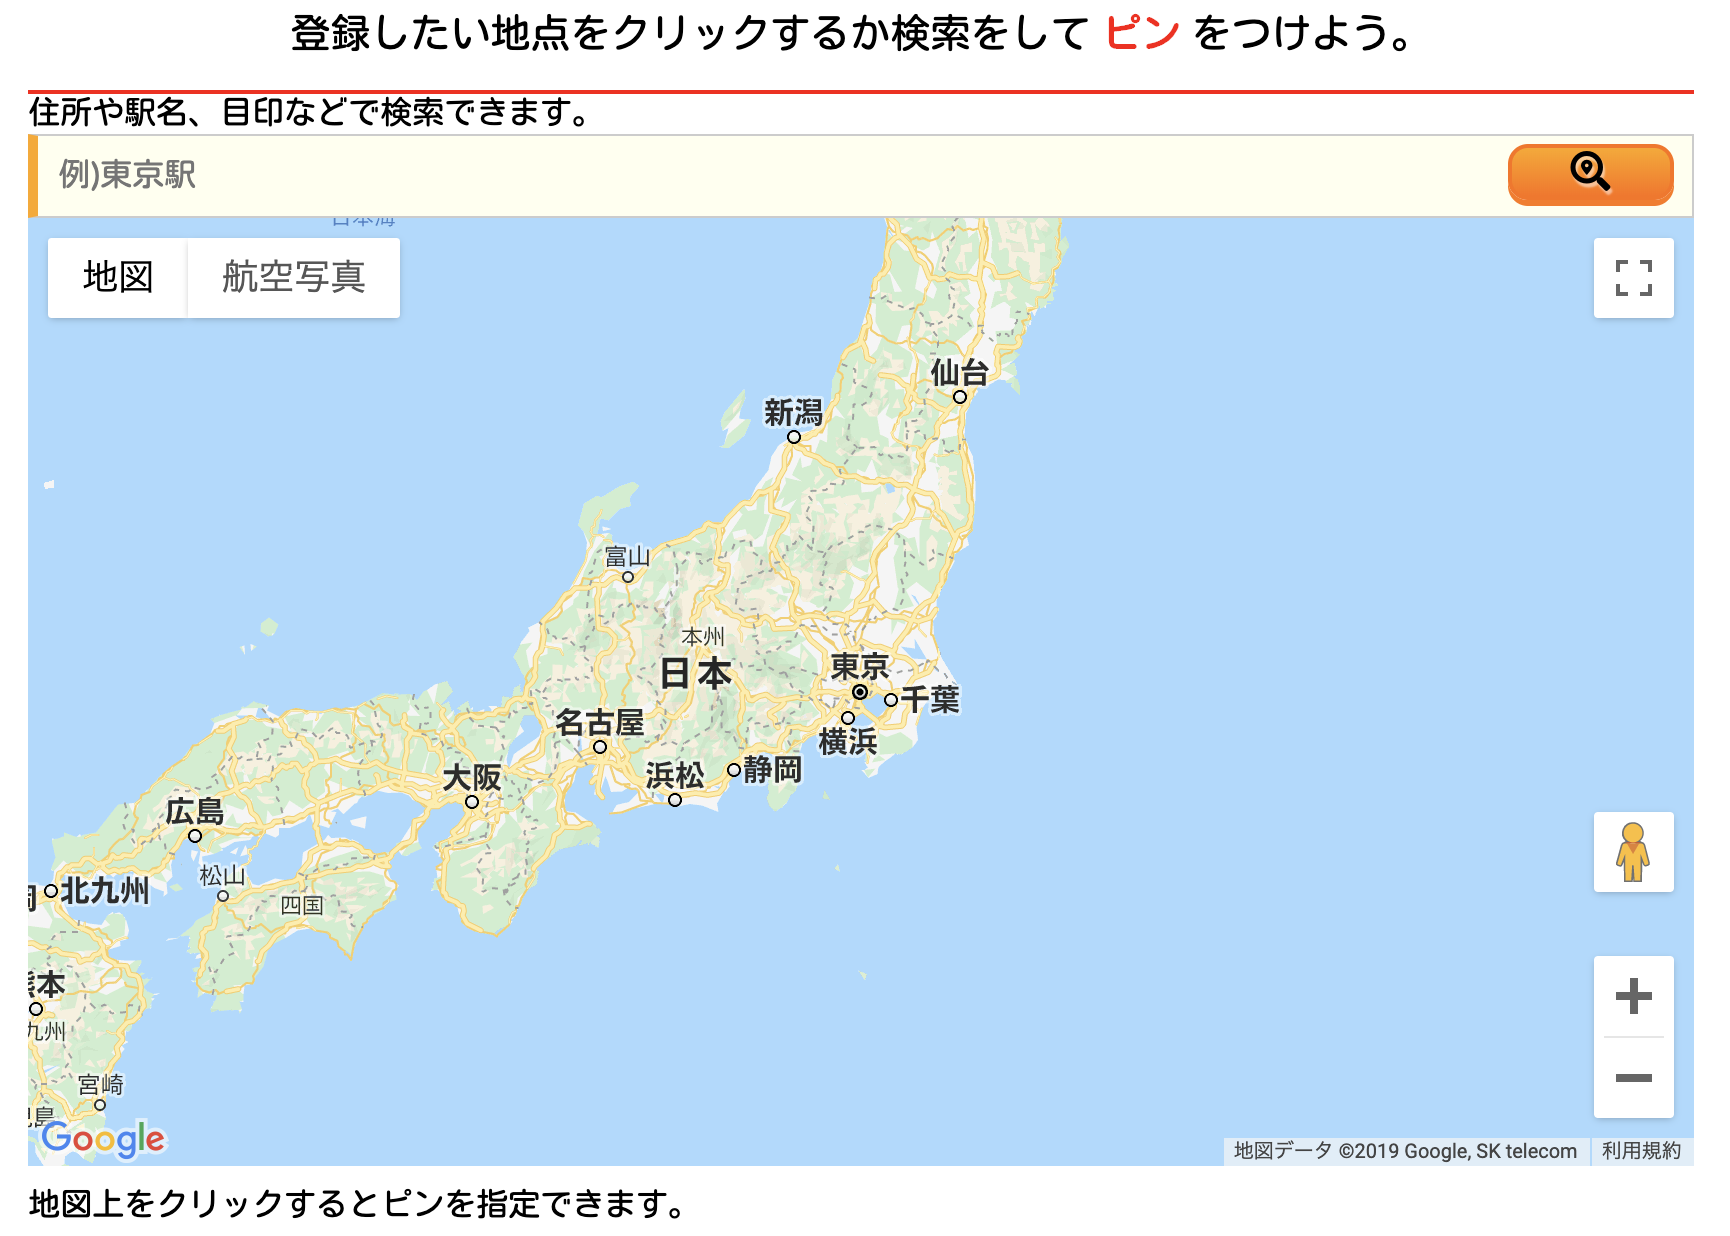 登録したい地点をクリックするか検索をして ピン をつけよう。
住所や駅名、目印などで検索できます。
例)東京駅
日本海
地図 航空写真
仙台
新潟
富山
本州
日本
東京
千葉
横浜
名古屋
静岡
浜松
大阪
広島
松山
四国
北九州
本
九州
宮崎
島
Google
地図データ ©2019 Google, SK telecom 利用規約
地図上をクリックするとピンを指定できます。